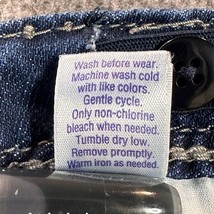 Wash before wear.
Machine wash cold
with like colors.
Gentle cycle.
Only non-chlorine
bleach when needed.
Tumble dry low.
Remove promptly.
Warm iron as needed.